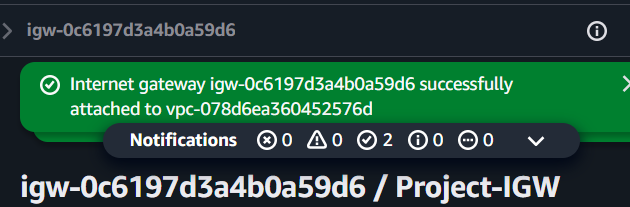 igw-0c6197d3a4b0a59d6
Internet gateway igw-0c6197d3a4b0a59d6 successfully
attached to vpc-078d6ea360452576d
Notifications 0 0 2 0 0
igw-0c6197d3a4b0a59d6 / Project-IGW